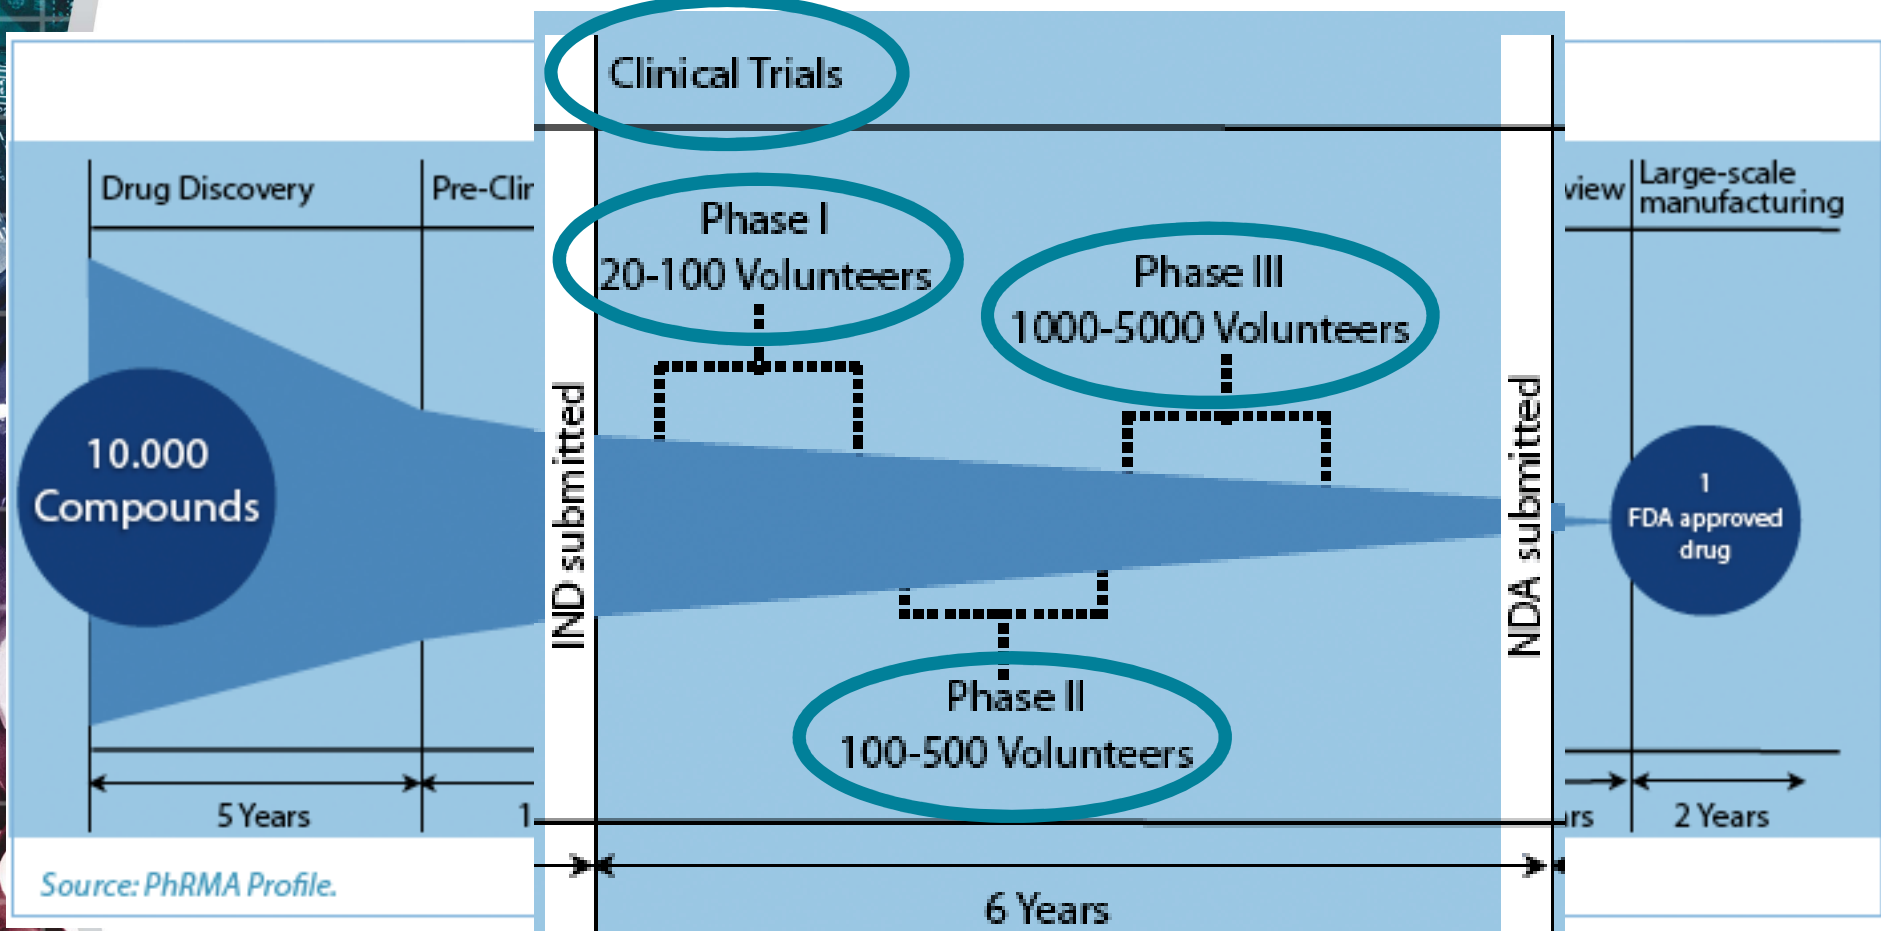 Clinical Trials
Drug Discovery
Pre-Clin
view
Large-scale
manufacturing
Phase I
20-100 Volunteers
Phase III
1000-5000 Volunteers
10.000
Compounds
IND submitted
NDA submitted
1
FDA approved
drug
Phase II
100-500 Volunteers
5 Years
1
6 Years
rs
2 Years
Source: PhRMA Profile.